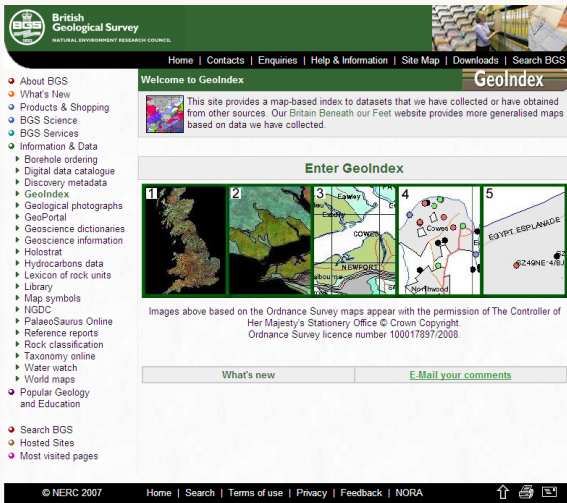 British
Geological Survey
NATURAL ENVIRONMENT RESEARCH COUNCIL
BGS
Home | Contacts | Enquiries | Help & Information | Site Map | Downloads | Search BGS
About BGS
What's New
Products & Shopping
BGS Science
BGS Services
Information & Data
Borehole ordering
Digital data catalogue
Discovery metadata
GeoIndex
Geological photographs
GeoPortal
Geoscience dictionaries
Geoscience information
Holostrat
Hydrocarbons data
Lexicon of rock units
Library
Map symbols
NGDC
PalaeoSaurus Online
Reference reports
Rock classification
Taxonomy online
Water watch
World maps
Popular Geology
and Education
Search BGS
Hosted Sites
Most visited pages
Welcome to GeoIndex
GeoIndex
This site provides a map-based index to datasets that we have collected or have obtained
from other sources. Our Britain Beneath our Feet website provides more generalised maps
based on data we have collected.
Enter GeoIndex
1 2 3 4 5
COWES
NEWPORT
Cowes
Northwood
EGYPT ESPLANADE
Images above based on the Ordnance Survey maps appear with the permission of The Controller of
Her Majesty's Stationery Office © Crown Copyright.
Ordnance Survey licence number 100017897/2008.
What's new
E-Mail your comments
© NERC 2007
Home | Search | Terms of use | Privacy | Feedback | NORA